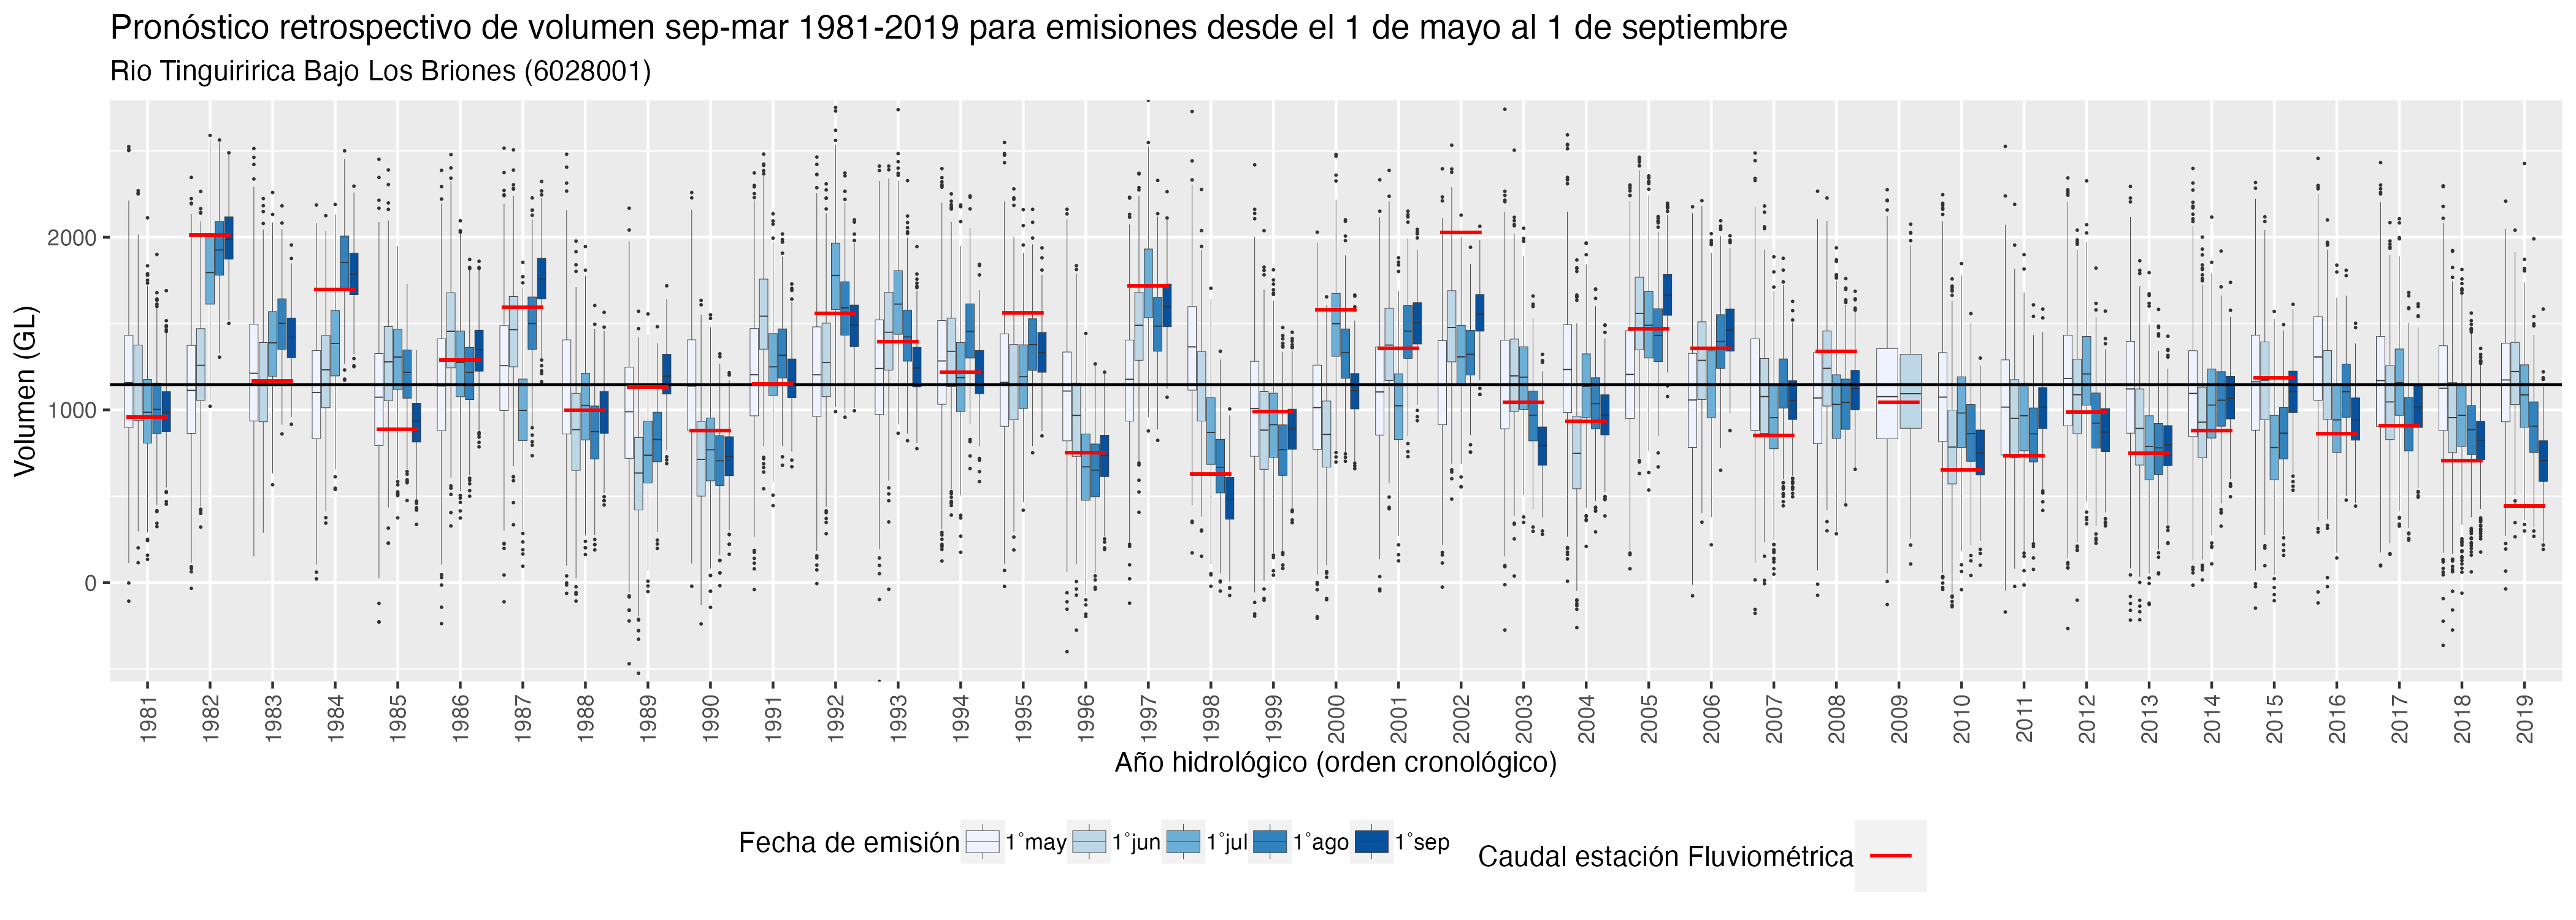 Pronóstico retrospectivo de volumen sep-mar 1981-2019 para emisiones desde el 1 de mayo al 1 de septiembre
Rio Tinguiririca Bajo Los Briones (6028001)
Volumen (GL)
2000
1000
0
1981 1982 1983 1984 1985 1986 1987 1988 1989 1990 1991 1992 1993 1994 1995 1996 1997 1998 1999 2000 2001 2002 2003 2004 2005 2006 2007 2008 2009 2010 2011 2012 2013 2014 2015 2016 2017 2018 2019
Año hidrológico (orden cronológico)
Fecha de emisión 1°may 1°jun 1°jul 1°ago 1°sep Caudal estación Fluviométrica